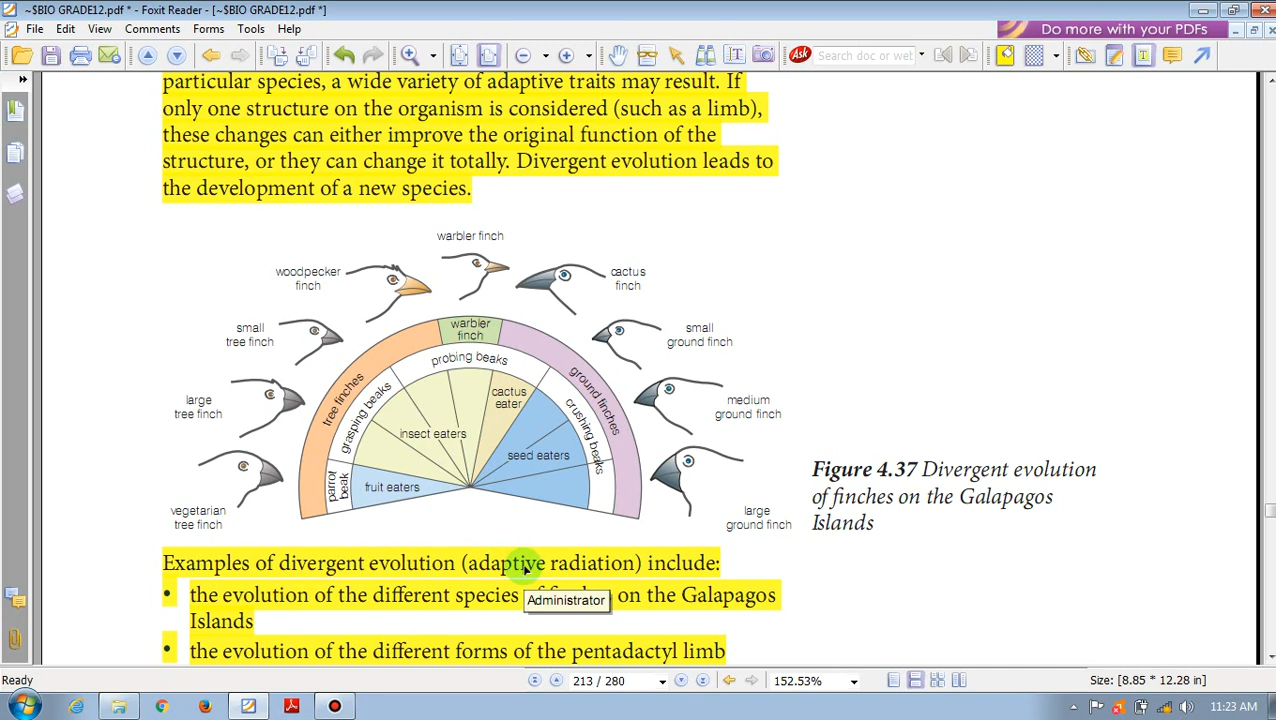 ~$BIO GRADE12.pdf * - Foxit Reader - [~$BIO GRADE12.pdf *]
File Edit View Comments Forms Tools Help
Do more with your PDFs
Ask Search doc or wet
particular species, a wide variety of adaptive traits may result. If
only one structure on the organism is considered (such as a limb),
these changes can either improve the original function of the
structure, or they can change it totally. Divergent evolution leads to
the development of a new species.
warbler finch
woodpecker
finch
cactus
finch
small
tree finch
small
ground finch
large
tree finch
medium
ground finch
vegetarian
tree finch
large
ground finch
warbler
finch
tree finches
ground finches
probing beaks
grasping beaks
crushing beaks
parrot
beak
cactus
eater
insect eaters
seed eaters
fruit eaters
Figure 4.37 Divergent evolution
of finches on the Galapagos
Islands
Examples of divergent evolution (adaptive radiation) include:
• the evolution of the different species of on the Galapagos
Administrator
Islands
• the evolution of the different forms of the pentadactyl limb
Ready
213 / 280
152.53%
Size: [8.85 * 12.28 in]
11:23 AM